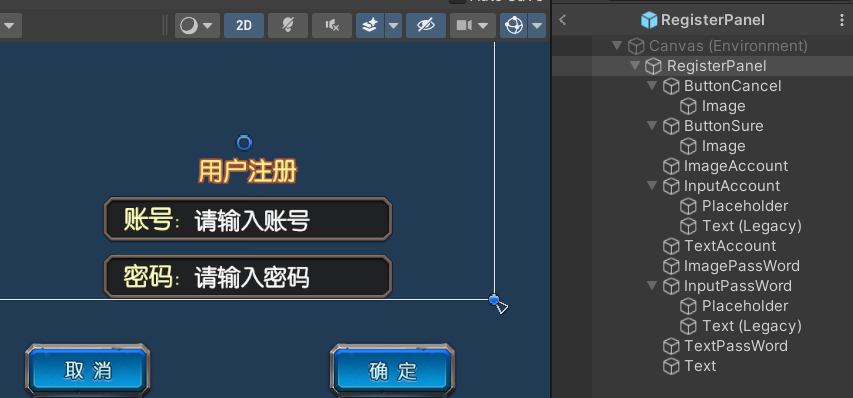 Auto Save
2D
用户注册
账号：请输入账号
密码：请输入密码
取 消
确 定
RegisterPanel
Canvas (Environment)
RegisterPanel
ButtonCancel
Image
ButtonSure
Image
ImageAccount
InputAccount
Placeholder
Text (Legacy)
TextAccount
ImagePassWord
InputPassWord
Placeholder
Text (Legacy)
TextPassWord
Text